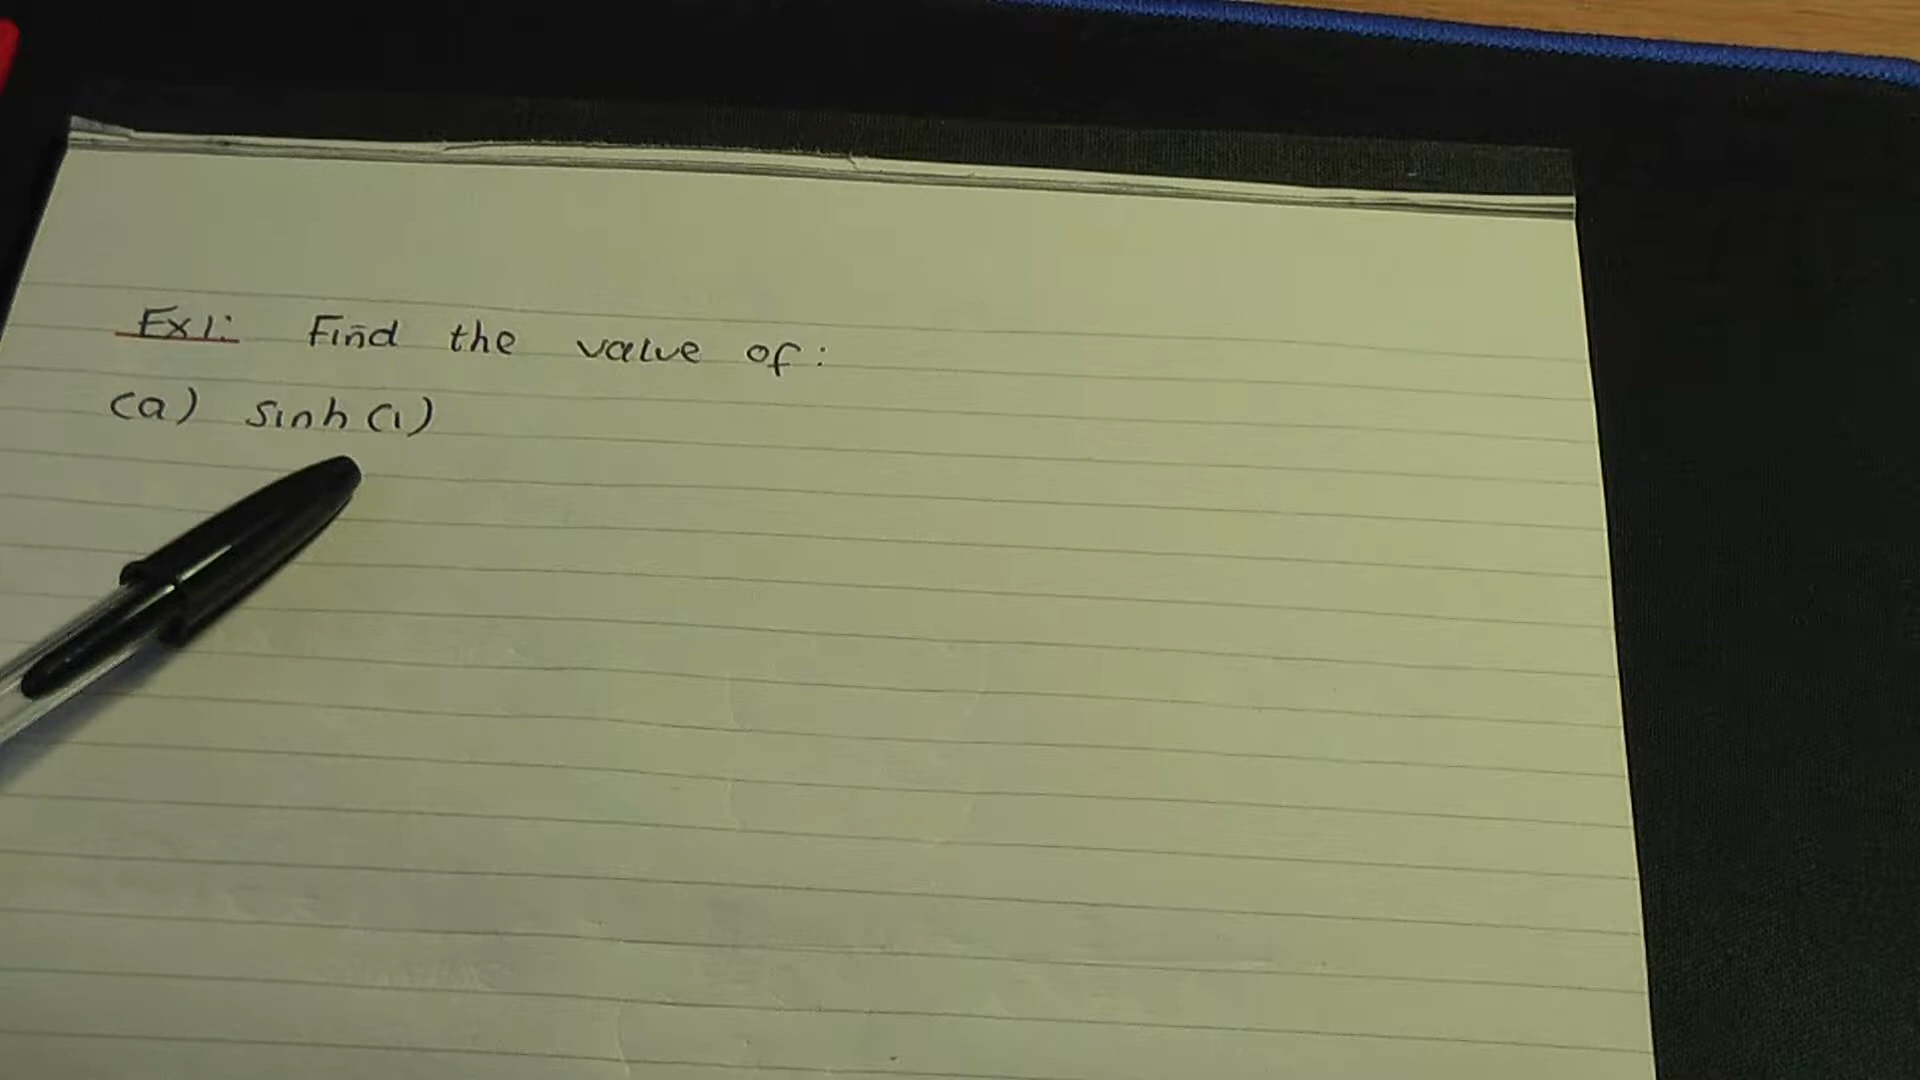 Ex1: Find the value of:
(a) sinh(1)